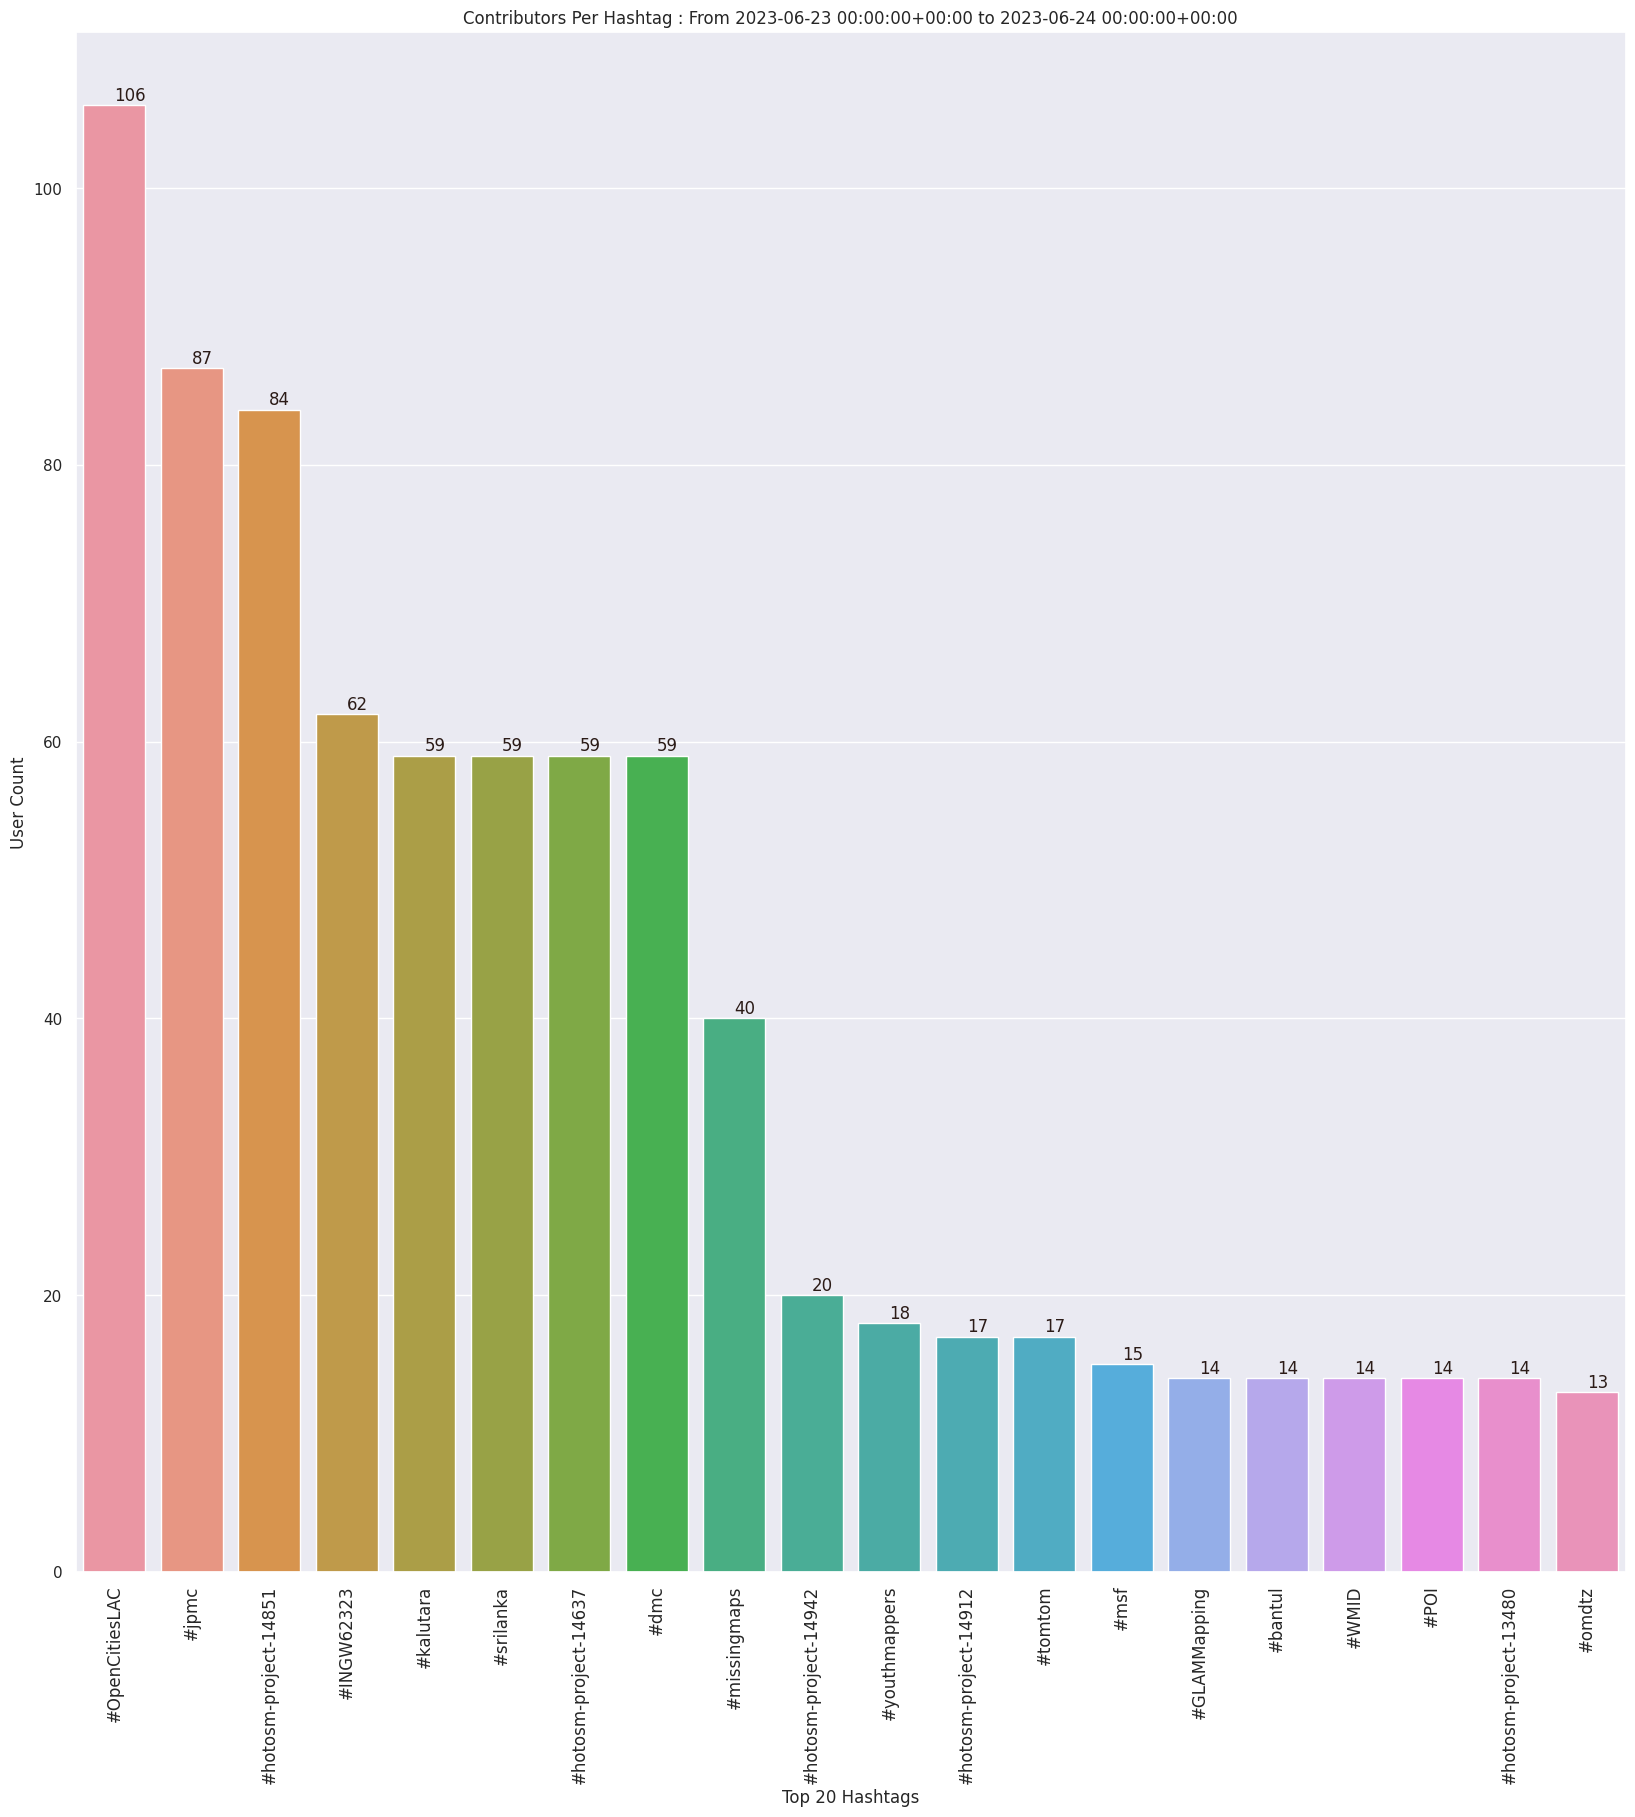 Contributors Per Hashtag : From 2023-06-23 00:00:00+00:00 to 2023-06-24 00:00:00+00:00
User Count
100
80
60
40
20
0
106
87
84
62
59
59
59
59
40
20
18
17
17
15
14
14
14
14
14
13
#OpenCitiesLAC
#jpmc
#hotosm-project-14851
#INGW62323
#kalutara
#srilanka
#hotosm-project-14637
#dmc
#missingmaps
#hotosm-project-14942
#youthmappers
#hotosm-project-14912
#tomtom
#msf
#GLAMMapping
#bantul
#WMID
#POI
#hotosm-project-13480
#omdtz
Top 20 Hashtags